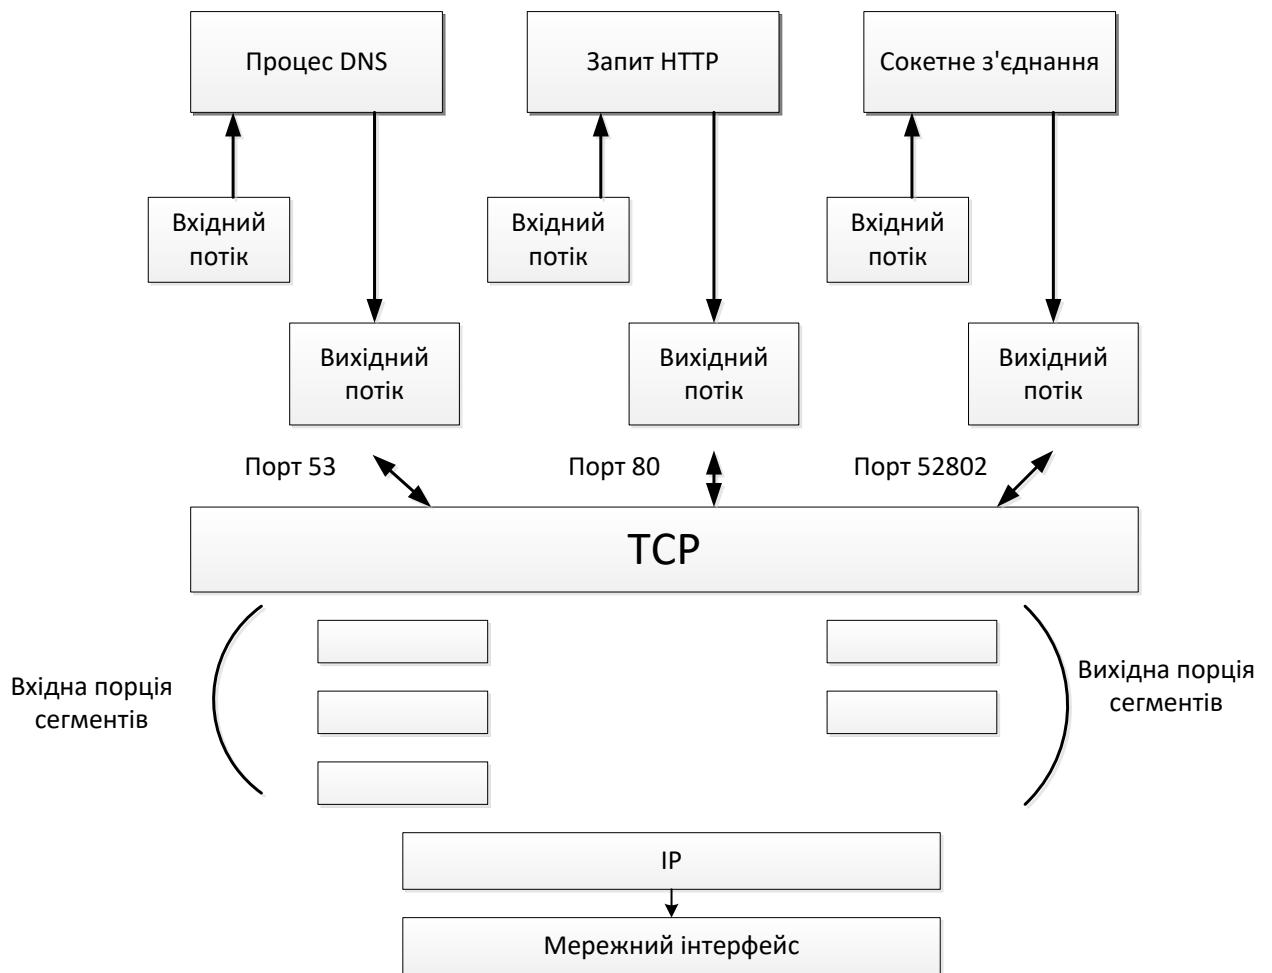 Процес DNS
Запит HTTP
Сокетне з'єднання
Вхідний
потік
Вхідний
потік
Вхідний
потік
Вихідний
потік
Вихідний
потік
Вихідний
потік
Порт 53
Порт 80
Порт 52802
TCP
Вхідна порція
сегментів
Вихідна порція
сегментів
IP
Мережний інтерфейс